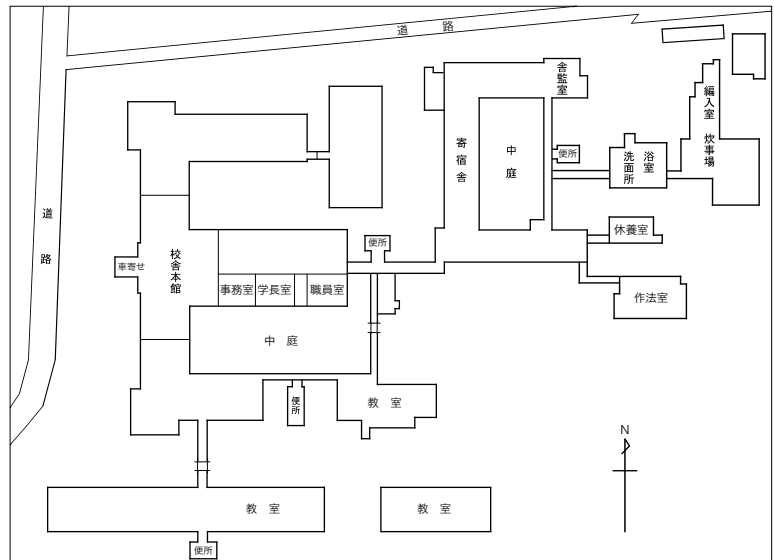 道　路
舎監室
編入室　炊事場
寄宿舎
中庭
便所
浴室
洗面所
道　路
休養室
便所
校舎本館
車寄せ
事務室
学長室
職員室
作法室
中　庭
便所
教　室
N
教　室
教　室
便所